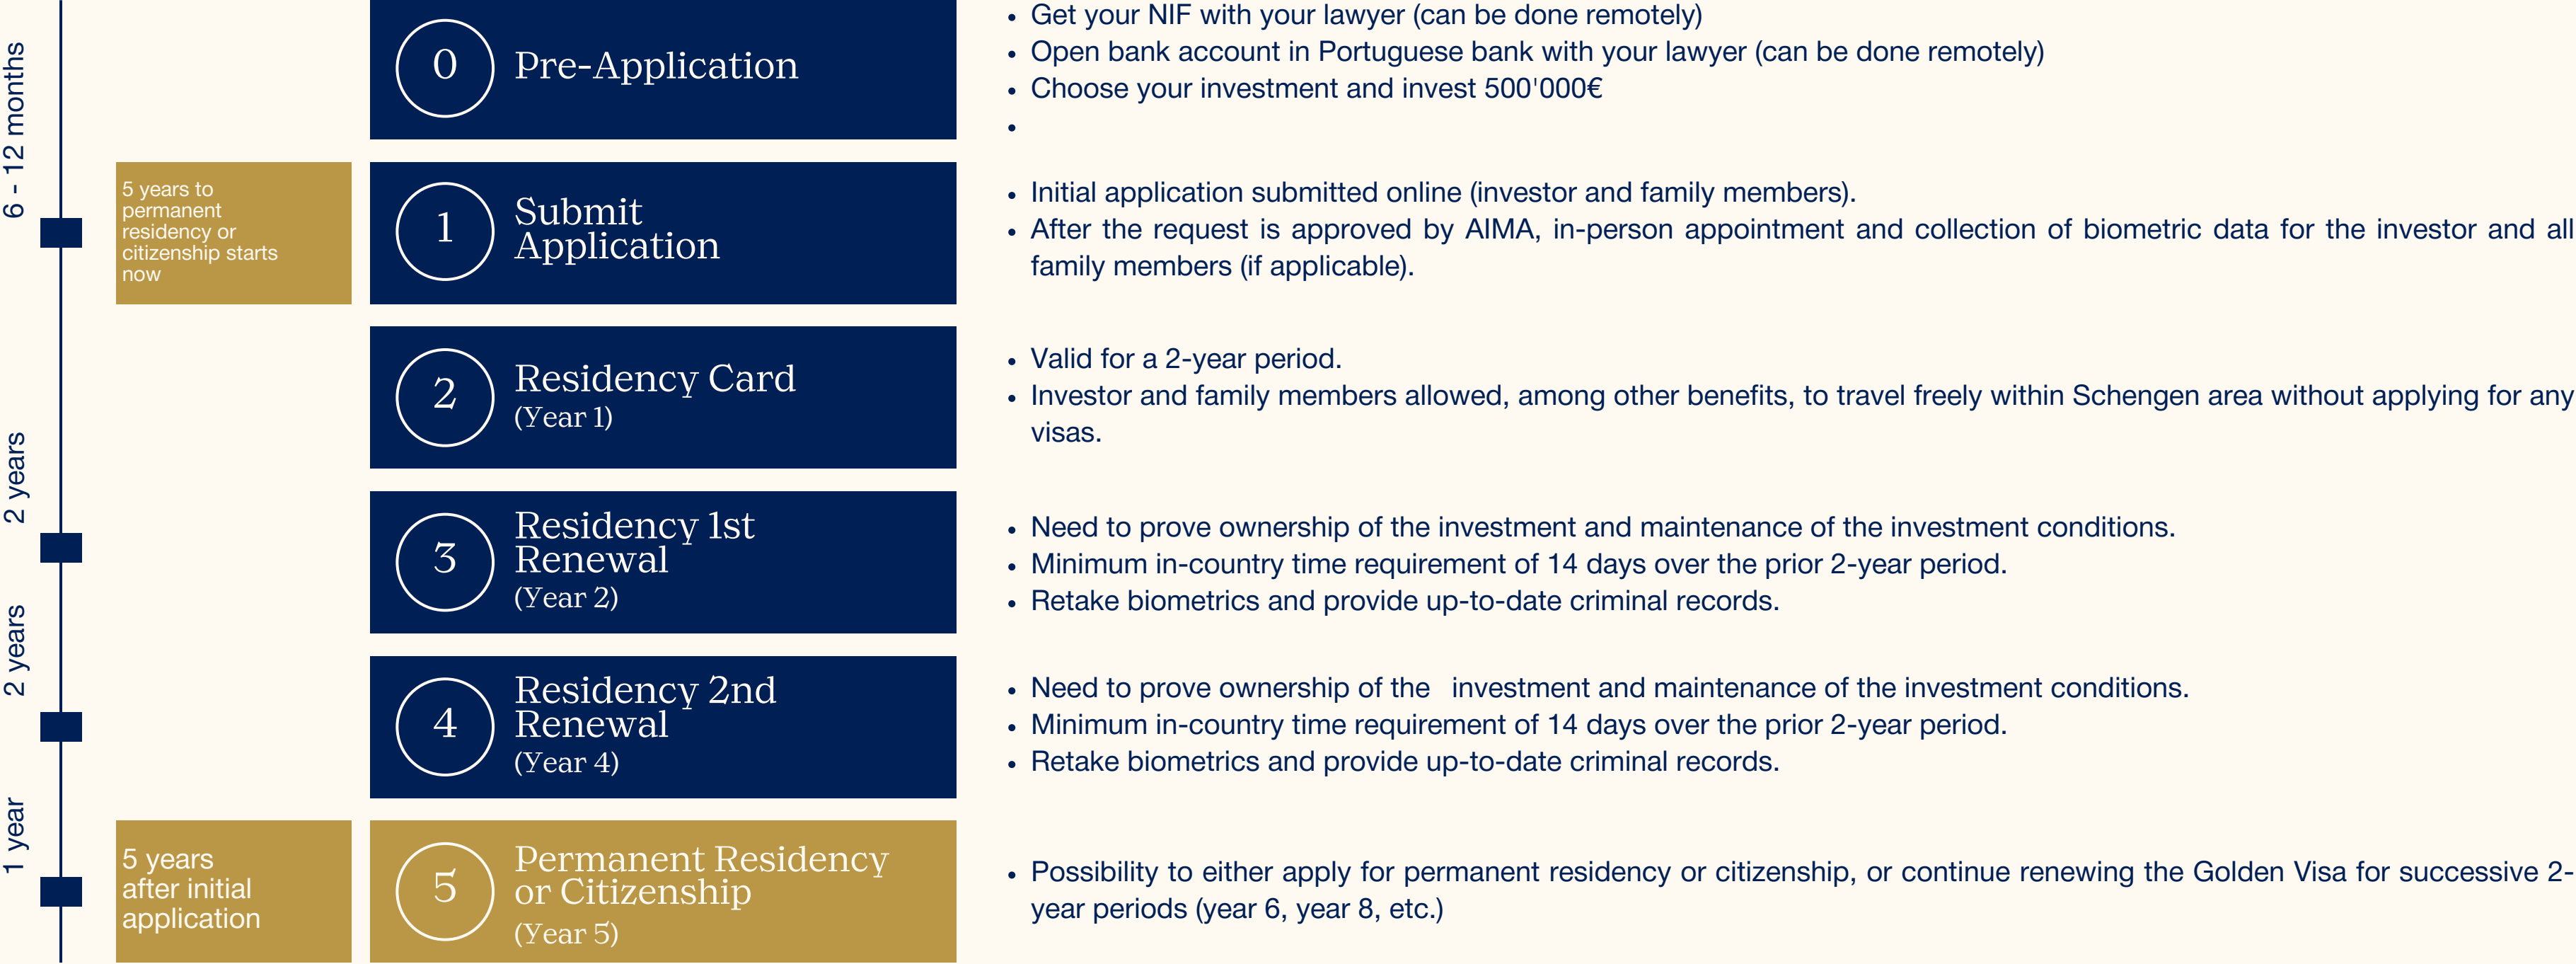 6 - 12 months
0
Pre-Application
Get your NIF with your lawyer (can be done remotely)
Open bank account in Portuguese bank with your lawyer (can be done remotely)
Choose your investment and invest 500'000€
5 years to
permanent
residency or
citizenship starts
now
1
Submit
Application
Initial application submitted online (investor and family members).
After the request is approved by AIMA, in-person appointment and collection of biometric data for the investor and all
family members (if applicable).
2 years
2
Residency Card
(Year 1)
Valid for a 2-year period.
Investor and family members allowed, among other benefits, to travel freely within Schengen area without applying for any
visas.
3
Residency 1st
Renewal
(Year 2)
Need to prove ownership of the investment and maintenance of the investment conditions.
Minimum in-country time requirement of 14 days over the prior 2-year period.
Retake biometrics and provide up-to-date criminal records.
2 years
4
Residency 2nd
Renewal
(Year 4)
Need to prove ownership of the investment and maintenance of the investment conditions.
Minimum in-country time requirement of 14 days over the prior 2-year period.
Retake biometrics and provide up-to-date criminal records.
1 year
5 years
after initial
application
5
Permanent Residency
or Citizenship
(Year 5)
Possibility to either apply for permanent residency or citizenship, or continue renewing the Golden Visa for successive 2-
year periods (year 6, year 8, etc.)